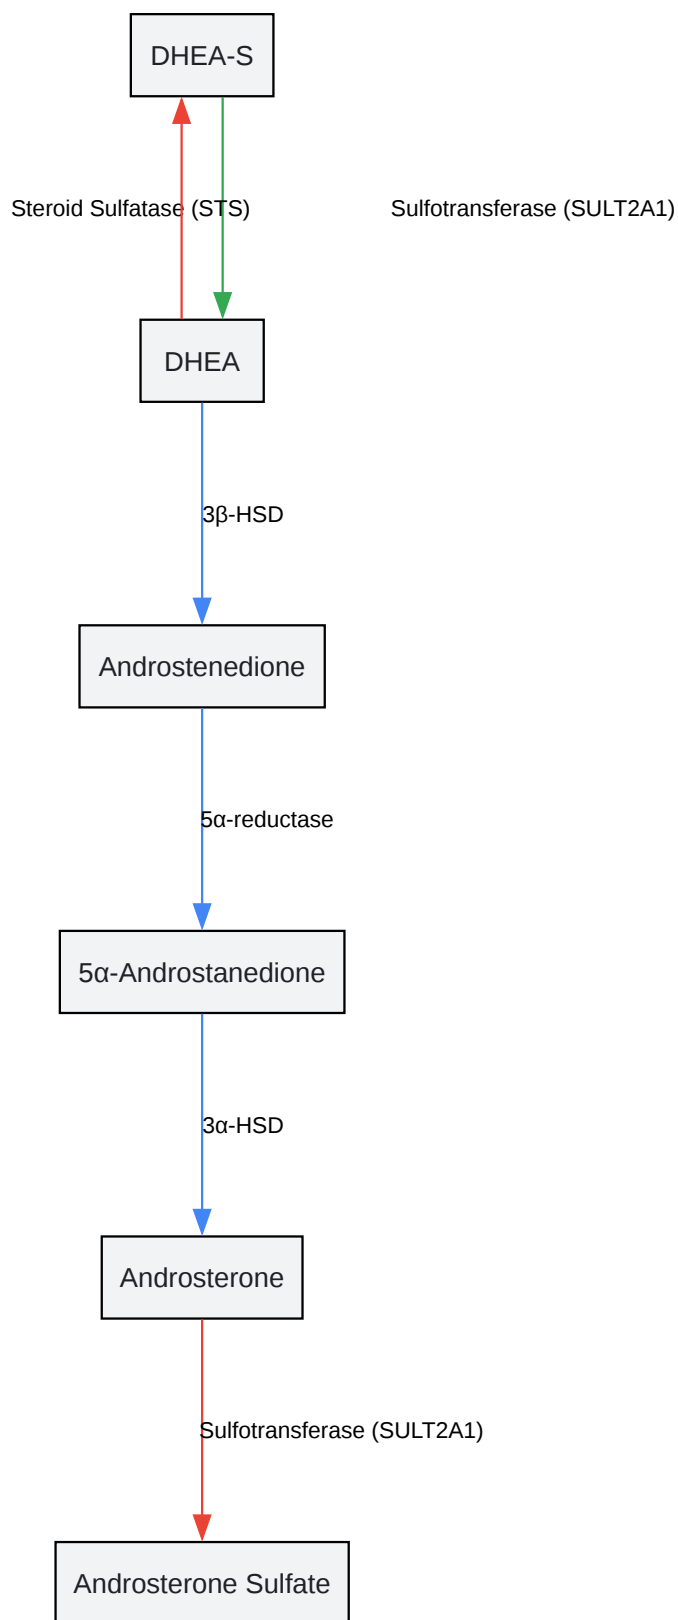 DHEA-S
Steroid Sulfatase (STS)
Sulfotransferase (SULT2A1)
DHEA
3β-HSD
Androstenedione
5α-reductase
5α-Androstanedione
3α-HSD
Androsterone
Sulfotransferase (SULT2A1)
Androsterone Sulfate